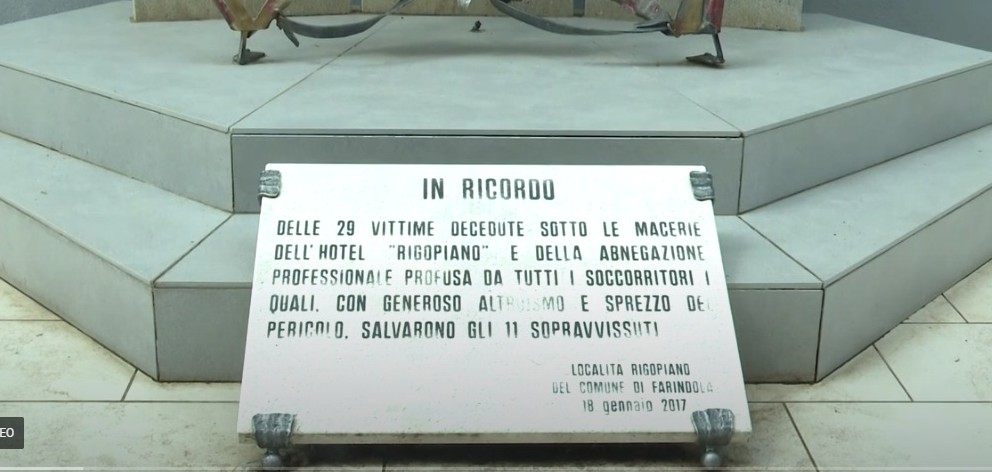 IN RICORDO
DELLE 29 VITTIME DECEDUTE SOTTO LE MACERIE
DELL'HOTEL "RIGOPIANO" E DELLA ABNEGAZIONE
PROFESSIONALE PROFUSA DA TUTTI I SOCCORRITORI I
QUALI, CON GENEROSO ALTRUISMO E SPREZZO DEL
PERICOLO, SALVARONO GLI 11 SOPRAVVISSUTI
LOCALITA RIGOPIANO
DEL COMUNE DI FARINDOLA
18 gennaio 2017
EO